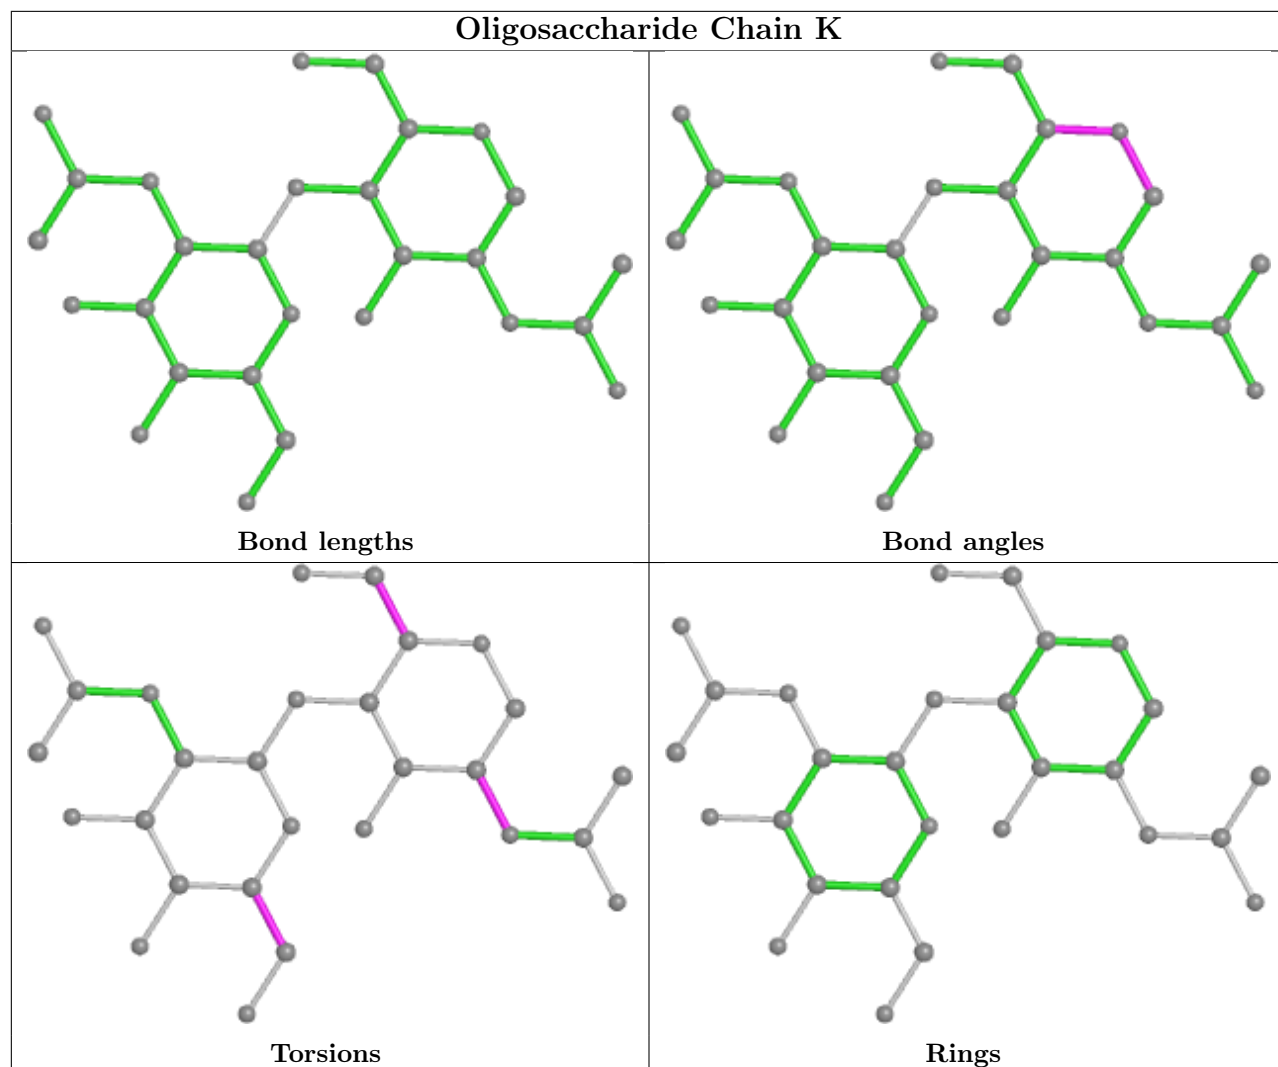 Oligosaccharide Chain K
Bond lengths
Bond angles
Torsions
Rings